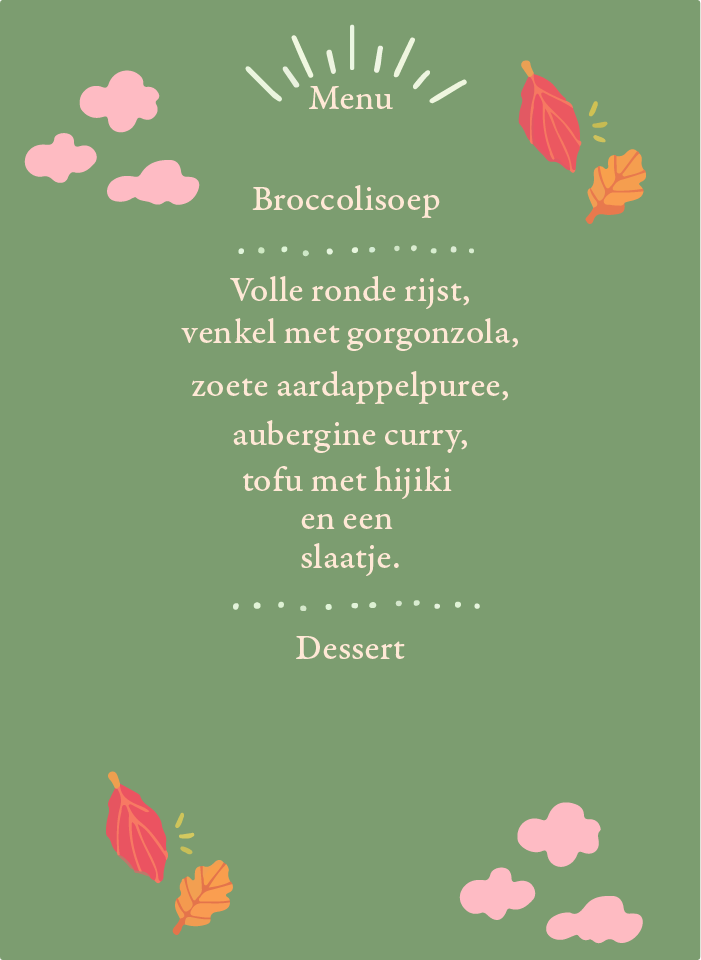 Menu
Broccolisoep
Volle ronde rijst,
venkel met gorgonzola,
zoete aardappelpuree,
aubergine curry,
tofu met hijiki
en een
slaatje.
Dessert